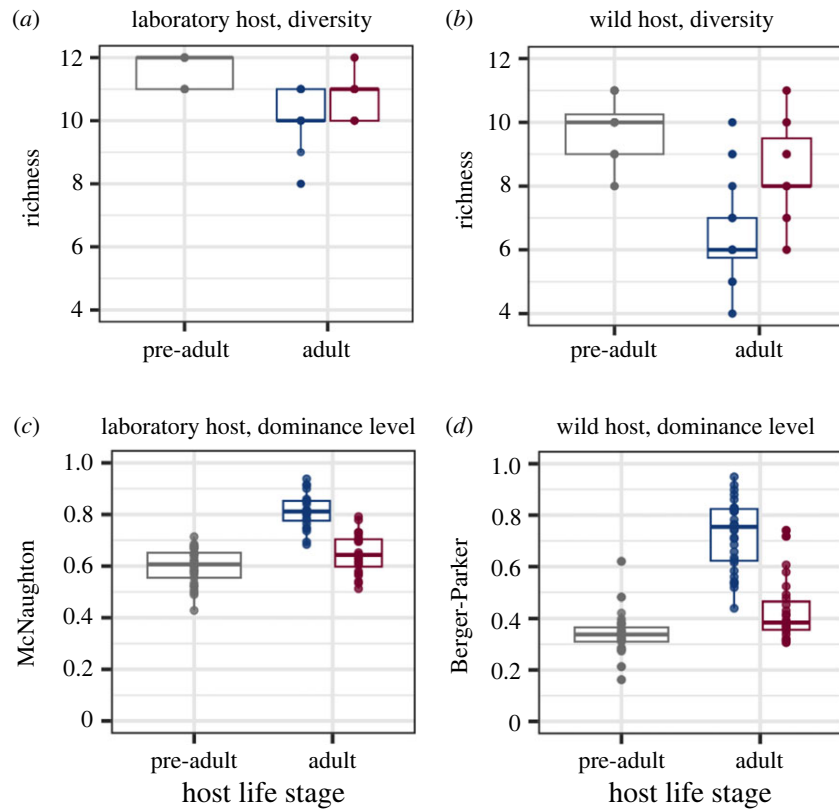 (a) laboratory host, diversity
12
10
8
6
4
richness
pre-adult adult
(b) wild host, diversity
12
10
8
6
4
richness
pre-adult adult
(c) laboratory host, dominance level
1.0
0.8
0.6
0.4
0.2
0
McNaughton
pre-adult adult
host life stage
(d) wild host, dominance level
1.0
0.8
0.6
0.4
0.2
0
Berger-Parker
pre-adult adult
host life stage